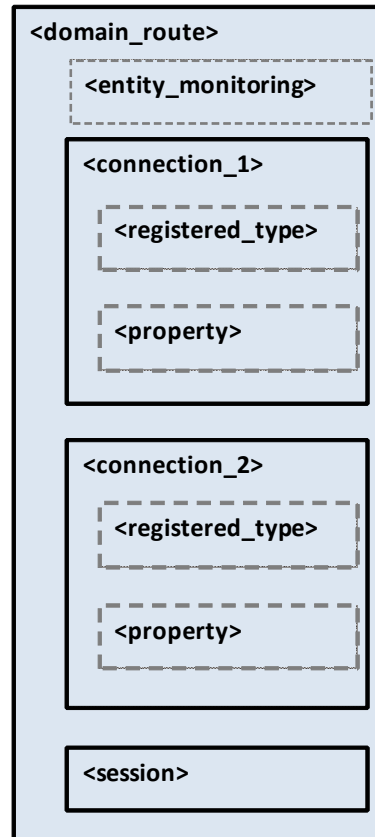 <domain_route>
<entity_monitoring>
<connection_1>
<registered_type>
<property>
<connection_2>
<registered_type>
<property>
<session>